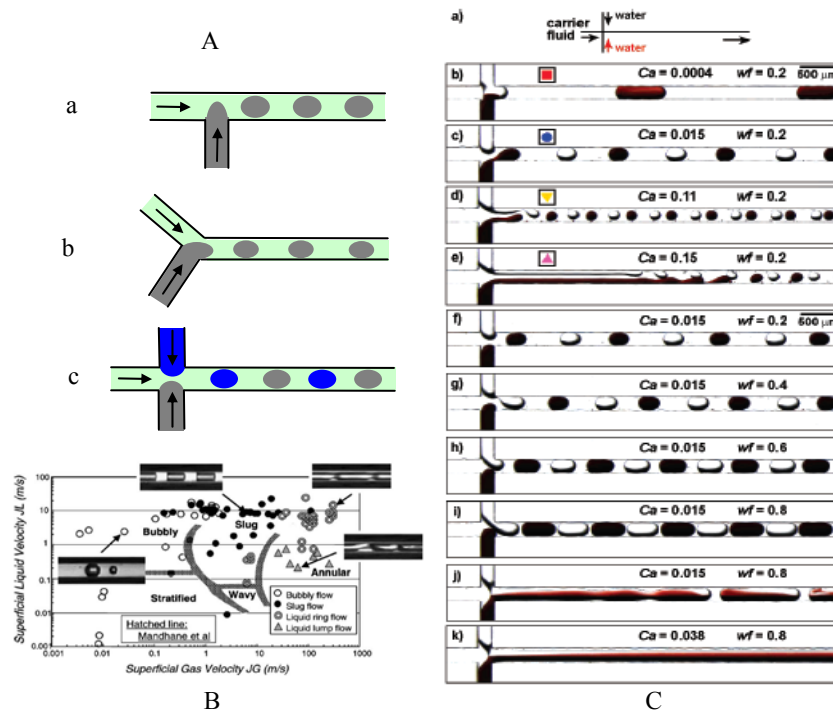 A
a
b
c
Superficial Liquid Velocity JL (m/s)
100
10
1
0.1
0.01
0.00
Bubbly
Slug
Stratified
Wavy
Annular
Hatched line:
Mandhane et al
Bubbly flow
Slug flow
Liquid ring flow
Liquid lump flow
0.001 0.01 0.1 1 10 100 1000
Superficial Gas Velocity JG (m/s)
B
a)
carrier
fluid
water
water
b) Ca = 0.0004 wf = 0.2 500 μm
c) Ca = 0.015 wf = 0.2
d) Ca = 0.11 wf = 0.2
e) Ca = 0.15 wf = 0.2
f) Ca = 0.015 wf = 0.2 500 μm
g) Ca = 0.015 wf = 0.4
h) Ca = 0.015 wf = 0.6
i) Ca = 0.015 wf = 0.8
j) Ca = 0.015 wf = 0.8
k) Ca = 0.038 wf = 0.8
C